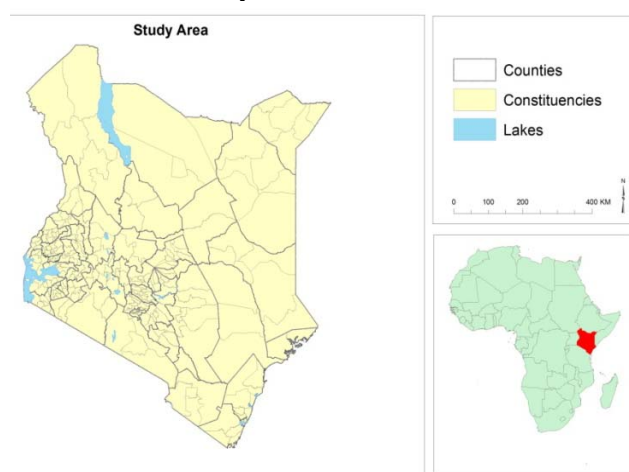 Study Area
Counties
Constituencies
Lakes
N
0 100 200 400 KM